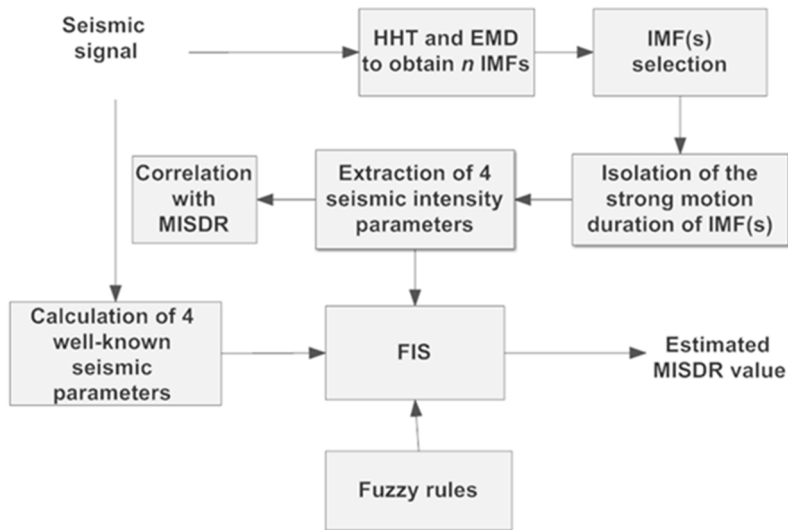 Seismic
signal
HHT and EMD
to obtain n IMFs
IMF(s)
selection
Correlation
with
MISDR
Extraction of 4
seismic intensity
parameters
Isolation of the
strong motion
duration of IMF(s)
Calculation of 4
well-known
seismic
parameters
FIS
Estimated
MISDR value
Fuzzy rules